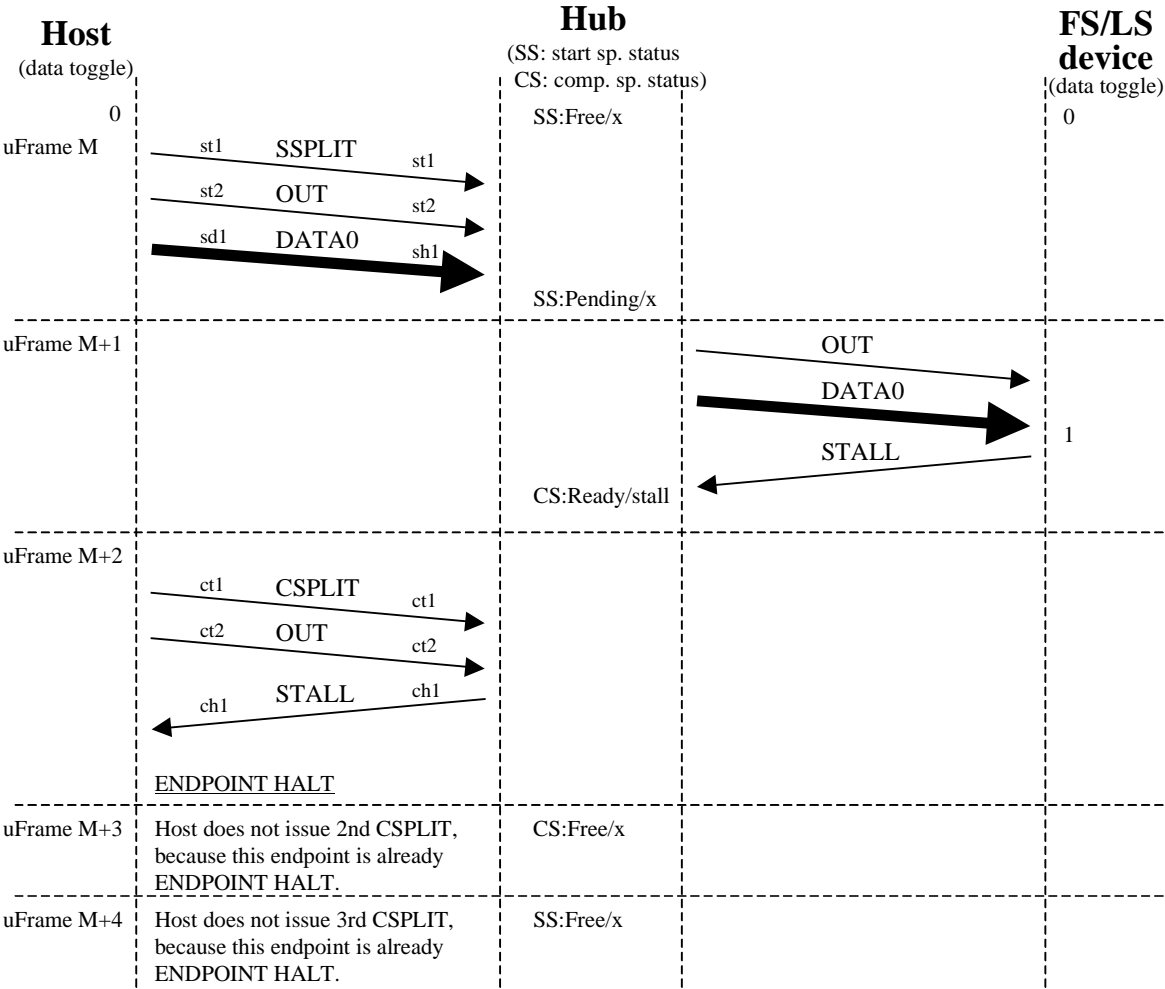 Host
(data toggle)
Hub
(SS: start sp. status
CS: comp. sp. status)
FS/LS
device
(data toggle)
0
SS:Free/x
0
uFrame M
st1 SSPLIT st1
st2 OUT st2
sd1 DATA0 sh1
SS:Pending/x
uFrame M+1
OUT
DATA0
1
STALL
CS:Ready/stall
uFrame M+2
ct1 CSPLIT ct1
ct2 OUT ct2
ch1 STALL ch1
ENDPOINT HALT
uFrame M+3
Host does not issue 2nd CSPLIT,
because this endpoint is already
ENDPOINT HALT.
CS:Free/x
uFrame M+4
Host does not issue 3rd CSPLIT,
because this endpoint is already
ENDPOINT HALT.
SS:Free/x